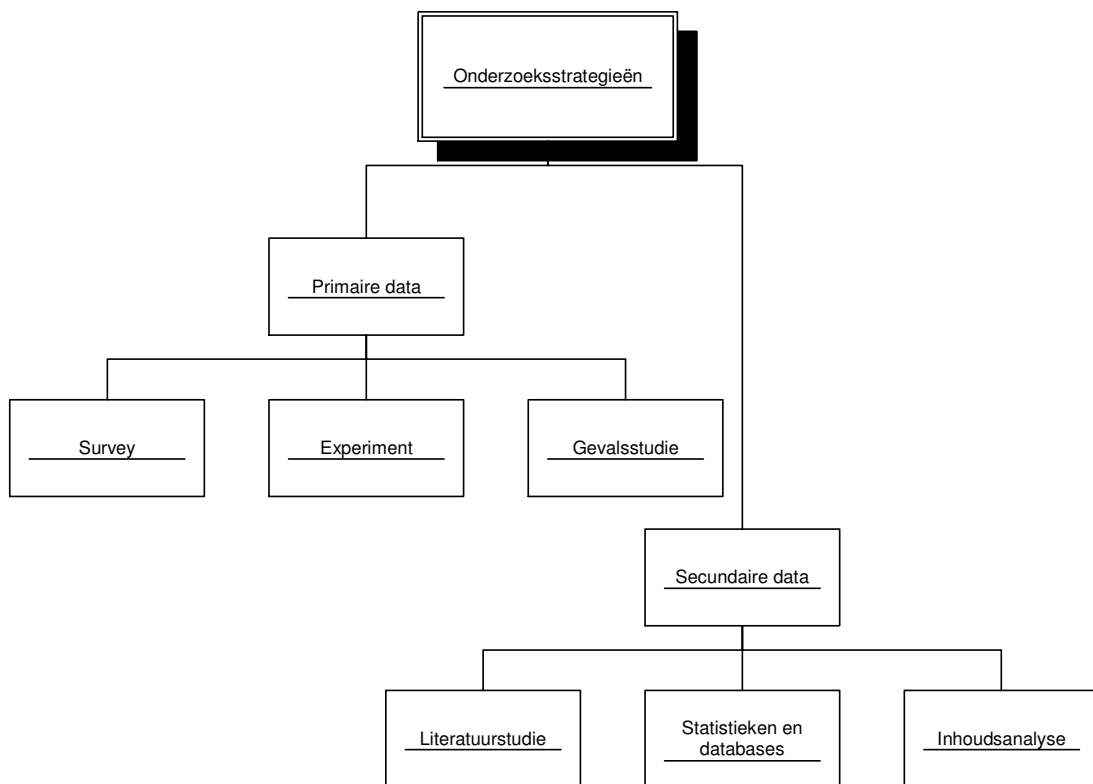 Onderzoeksstrategieën
Primaire data
Survey
Experiment
Gevalsstudie
Secundaire data
Literatuurstudie
Statistieken en
databases
Inhoudsanalyse